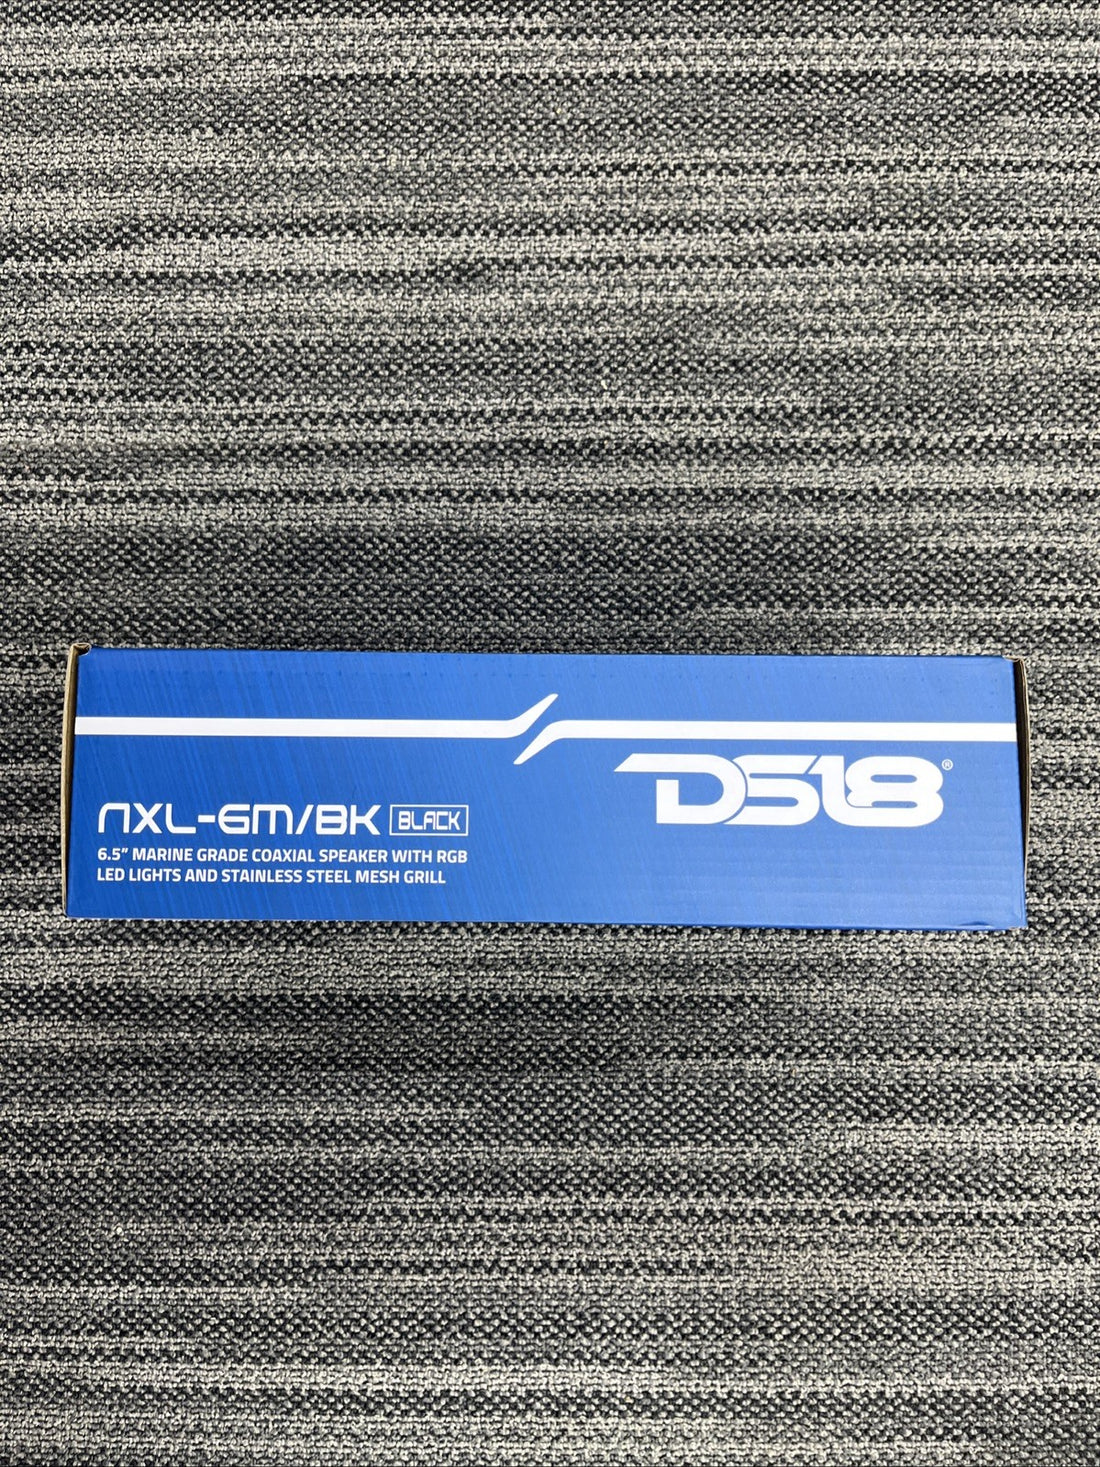 DS18®
NXL-6M/BK BLACK
6.5” MARINE GRADE COAXIAL SPEAKER WITH RGB
LED LIGHTS AND STAINLESS STEEL MESH GRILL